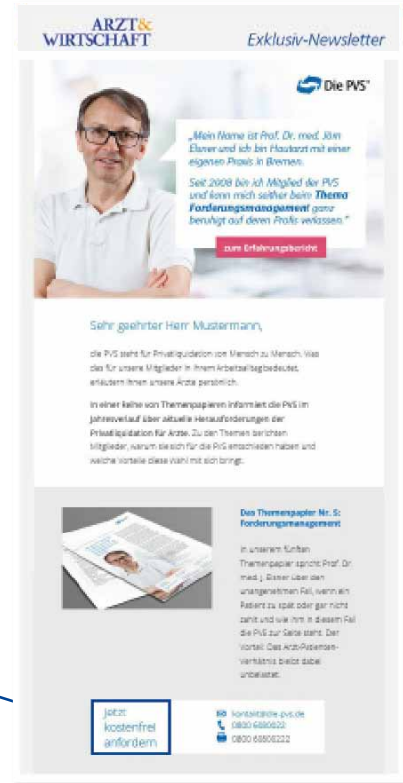 ARZT&
WIRTSCHAFT
Exklusiv-Newsletter
Die PVS
„Mein Name ist Prof. Dr. med. Jörn
Elsner und ich bin Hautarzt mit einer
eigenen Praxis in Bremen.
Seit 2008 bin ich Mitglied der PVS
und kann mich seither beim Thema
Forderungsmanagement ganz
beruhigt auf deren Profis verlassen."
zum Erfahrungsbericht
Sehr geehrter Herr Mustermann,
die PVS steht für Privatliquidation von Mensch zu Mensch. Was
das für unsere Mitglieder in ihrem Arbeitsalltag bedeutet,
erläutern Ihnen unsere Ärzte persönlich.
In einer Reihe von Themenpapieren informiert die PVS im
Jahresverlauf über aktuelle Herausforderungen der
Privatliquidation für Ärzte. Zu den Themen berichten
Mitglieder, warum sie sich für die PVS entschieden haben und
welche Vorteile diese Wahl mit sich bringt.
Das Themenpapier Nr. 5:
Forderungsmanagement
In unserem fünften
Themenpapier spricht Prof. Dr.
med. J. Elsner über den
unangenehmen Fall, wenn ein
Patient zu spät oder gar nicht
zahlt und wie ihm in diesem Fall
die PVS zur Seite steht. Der
Vorteil: Das Arzt-Patienten-
Verhältnis bleibt dabei
unbelastet.
Jetzt
kostenfrei
anfordern
kontakt@die-pvs.de